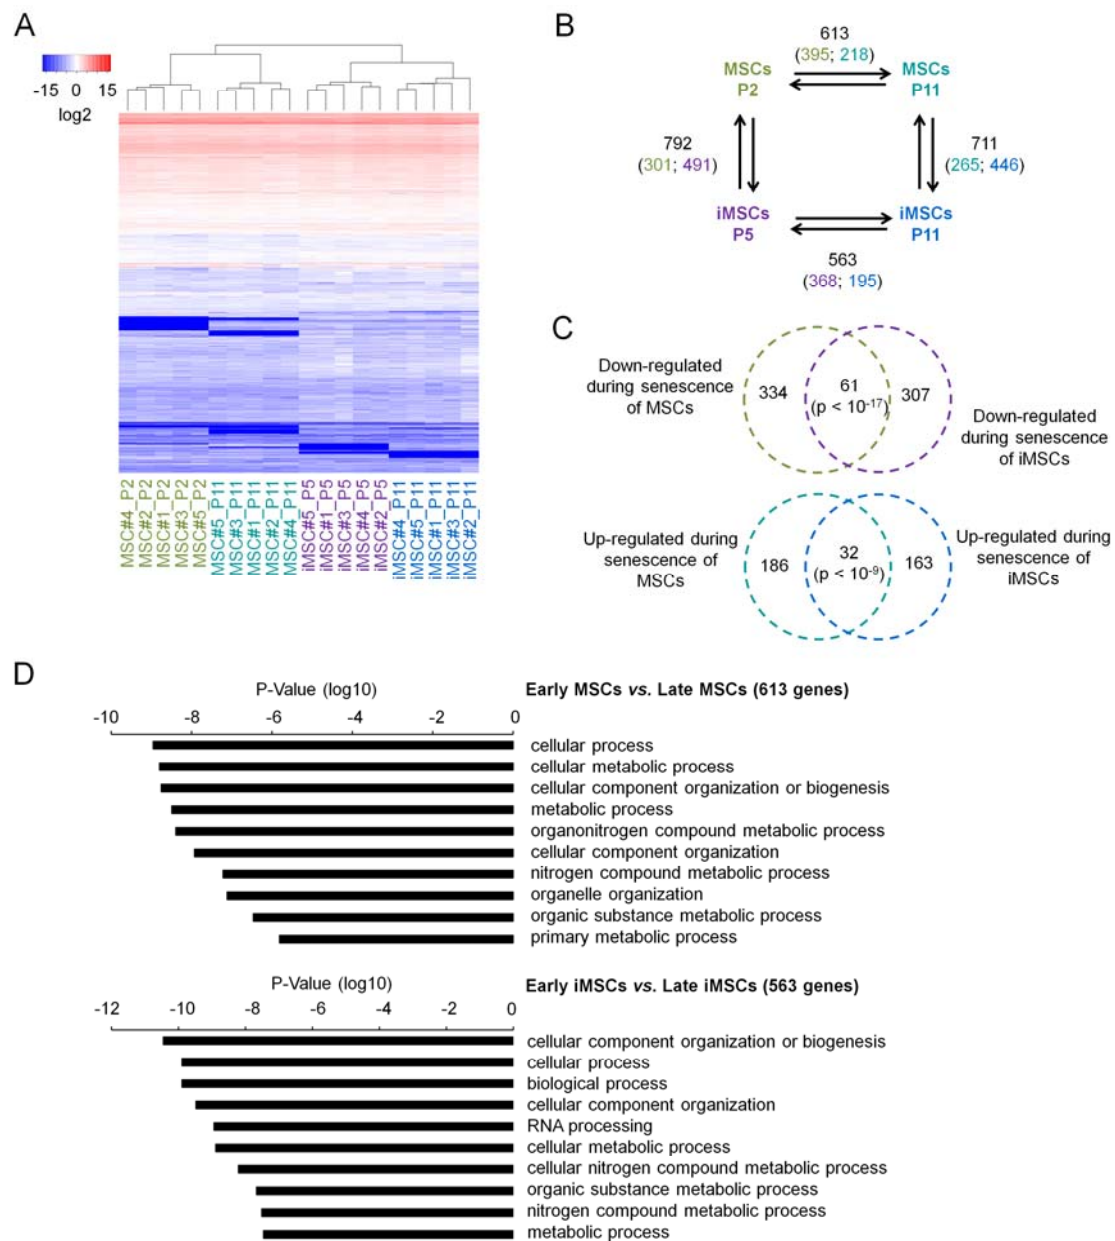 A
-15 0 15
log2
MSC#4_P2
MSC#2_P2
MSC#1_P2
MSC#3_P2
MSC#5_P2
MSC#5_P11
MSC#3_P11
MSC#1_P11
MSC#2_P11
MSC#4_P11
iMSC#5_P5
iMSC#1_P5
iMSC#3_P5
iMSC#4_P5
iMSC#2_P5
iMSC#4_P11
iMSC#5_P11
iMSC#1_P11
iMSC#3_P11
iMSC#2_P11
B
613
(395; 218)
MSCs
P2
MSCs
P11
792
(301; 491)
711
(265; 446)
iMSCs
P5
iMSCs
P11
563
(368; 195)
C
Down-regulated
during senescence
of MSCs
334
61
(p < 10-17)
307
Down-regulated
during senescence
of iMSCs
Up-regulated during
senescence of
MSCs
186
32
(p < 10-9)
163
Up-regulated during
senescence of
iMSCs
D
P-Value (log10)
Early MSCs vs. Late MSCs (613 genes)
-10 -8 -6 -4 -2 0
cellular process
cellular metabolic process
cellular component organization or biogenesis
metabolic process
organonitrogen compound metabolic process
cellular component organization
nitrogen compound metabolic process
organelle organization
organic substance metabolic process
primary metabolic process
P-Value (log10)
Early iMSCs vs. Late iMSCs (563 genes)
-12 -10 -8 -6 -4 -2 0
cellular component organization or biogenesis
cellular process
biological process
cellular component organization
RNA processing
cellular metabolic process
cellular nitrogen compound metabolic process
organic substance metabolic process
nitrogen compound metabolic process
metabolic process